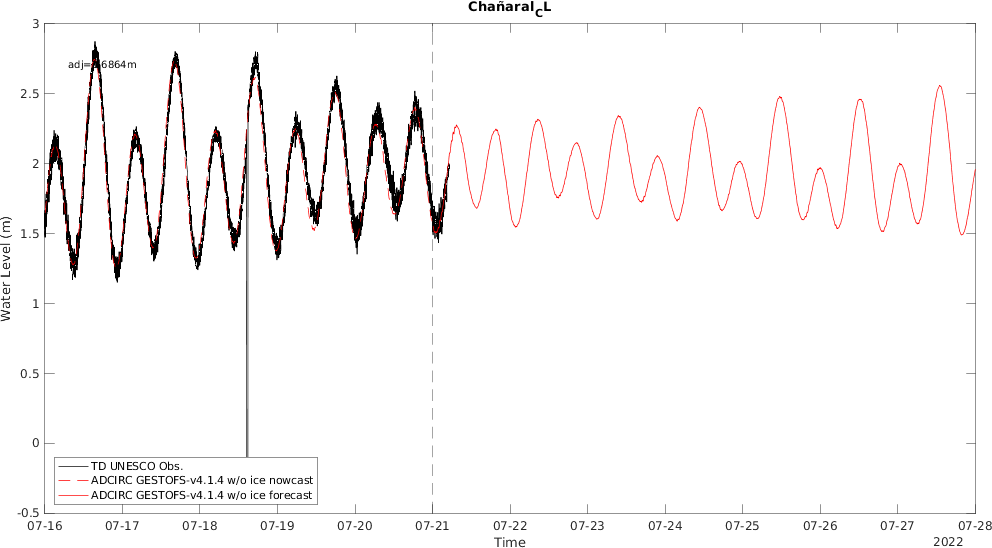 Chañaral_CL
3
2.5
2
1.5
1
0.5
0
-0.5
Water Level (m)
TD UNESCO Obs.
ADCIRC GESTOFS-v4.1.4 w/o ice nowcast
ADCIRC GESTOFS-v4.1.4 w/o ice forecast
07-16 07-17 07-18 07-19 07-20 07-21 07-22 07-23 07-24 07-25 07-26 07-27 07-28
Time
2022